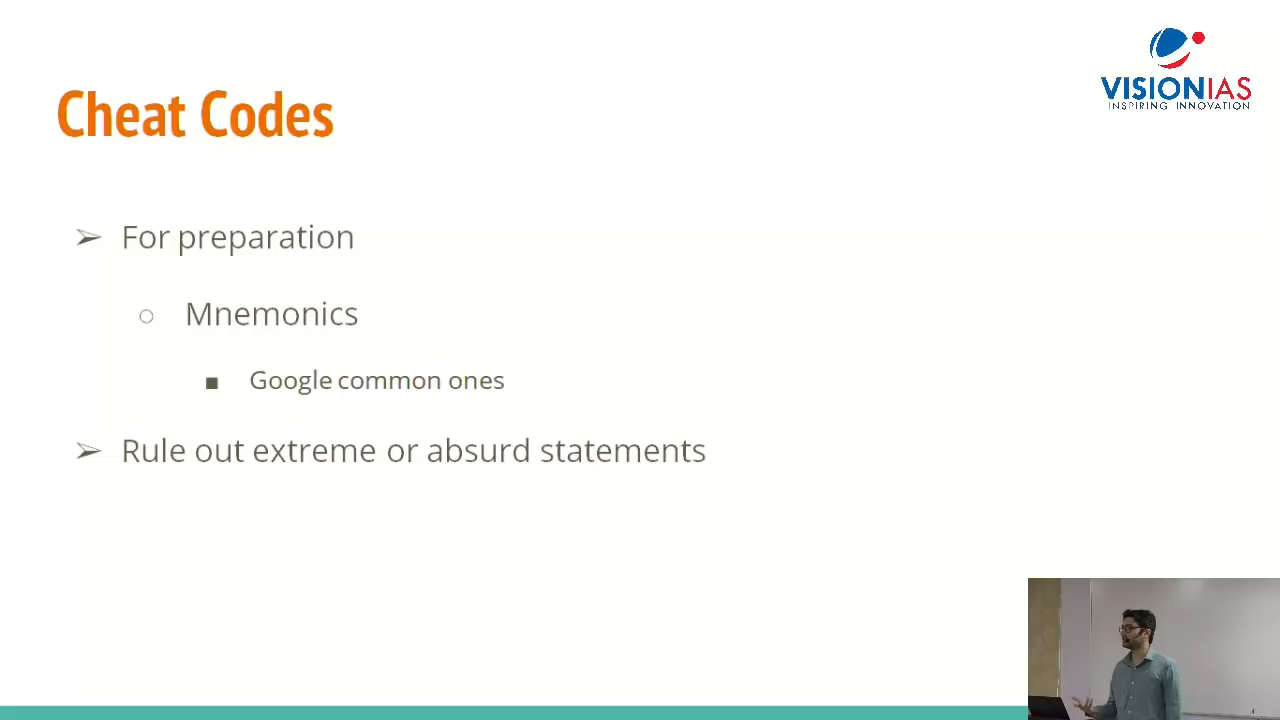 VISIONIAS
INSPIRING INNOVATION
Cheat Codes
➢ For preparation
○ Mnemonics
■ Google common ones
➢ Rule out extreme or absurd statements